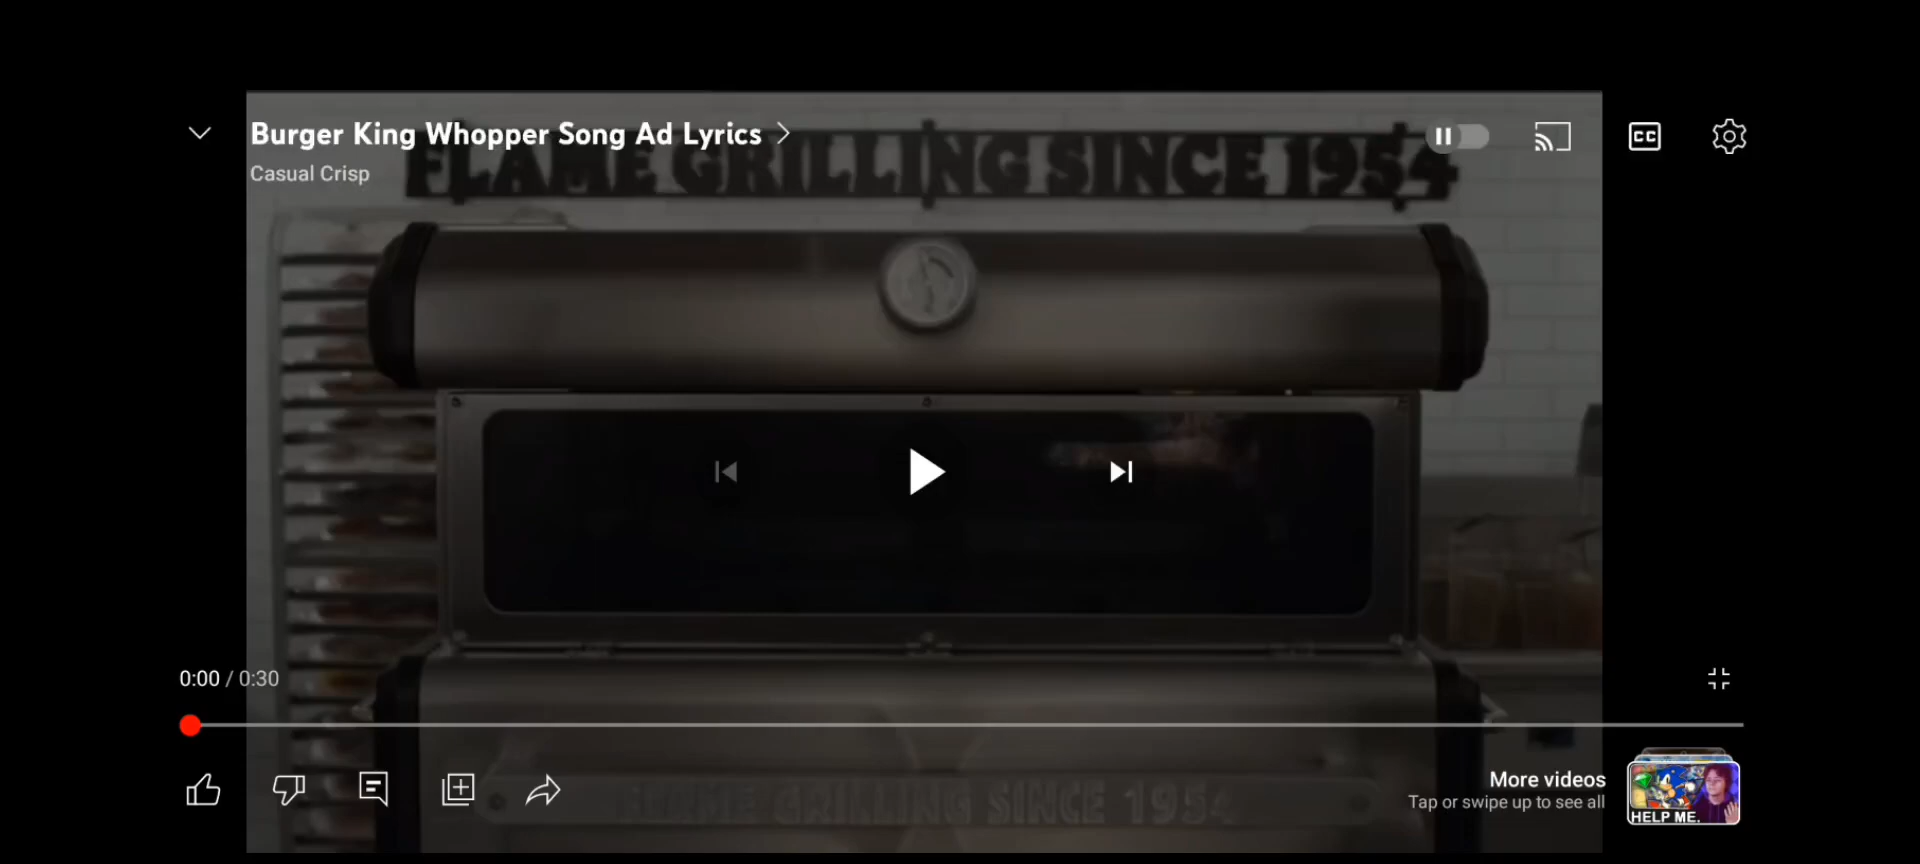 Burger King Whopper Song Ad Lyrics
Casual Crisp
CC
FLAME GRILLING SINCE 1954
0:00 / 0:30
More videos
Tap or swipe up to see all
HELP ME.
FLAME GRILLING SINCE 1954